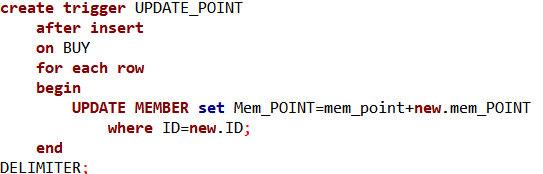 create trigger UPDATE_POINT
after insert
on BUY
for each row
begin
UPDATE MEMBER set Mem_POINT=mem_point+new.mem_POINT
where ID=new.ID;
end
DELIMITER;